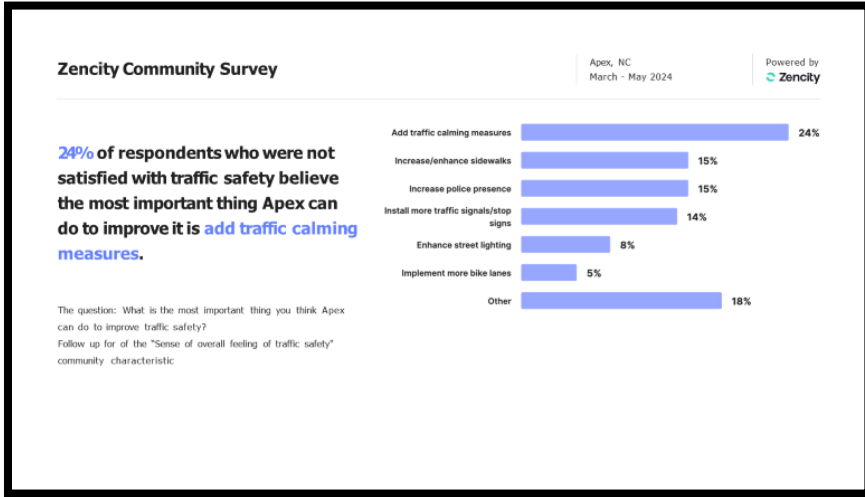 Zencity Community Survey
Apex, NC
March - May 2024
Powered by
Zencity
24% of respondents who were not
satisfied with traffic safety believe
the most important thing Apex can
do to improve it is add traffic calming
measures.
The question: What is the most important thing you think Apex
can do to improve traffic safety?
Follow up for of the "Sense of overall feeling of traffic safety"
community characteristic
Add traffic calming measures 24%
Increase/enhance sidewalks 15%
Increase police presence 15%
Install more traffic signals/stop
signs 14%
Enhance street lighting 8%
Implement more bike lanes 5%
Other 18%